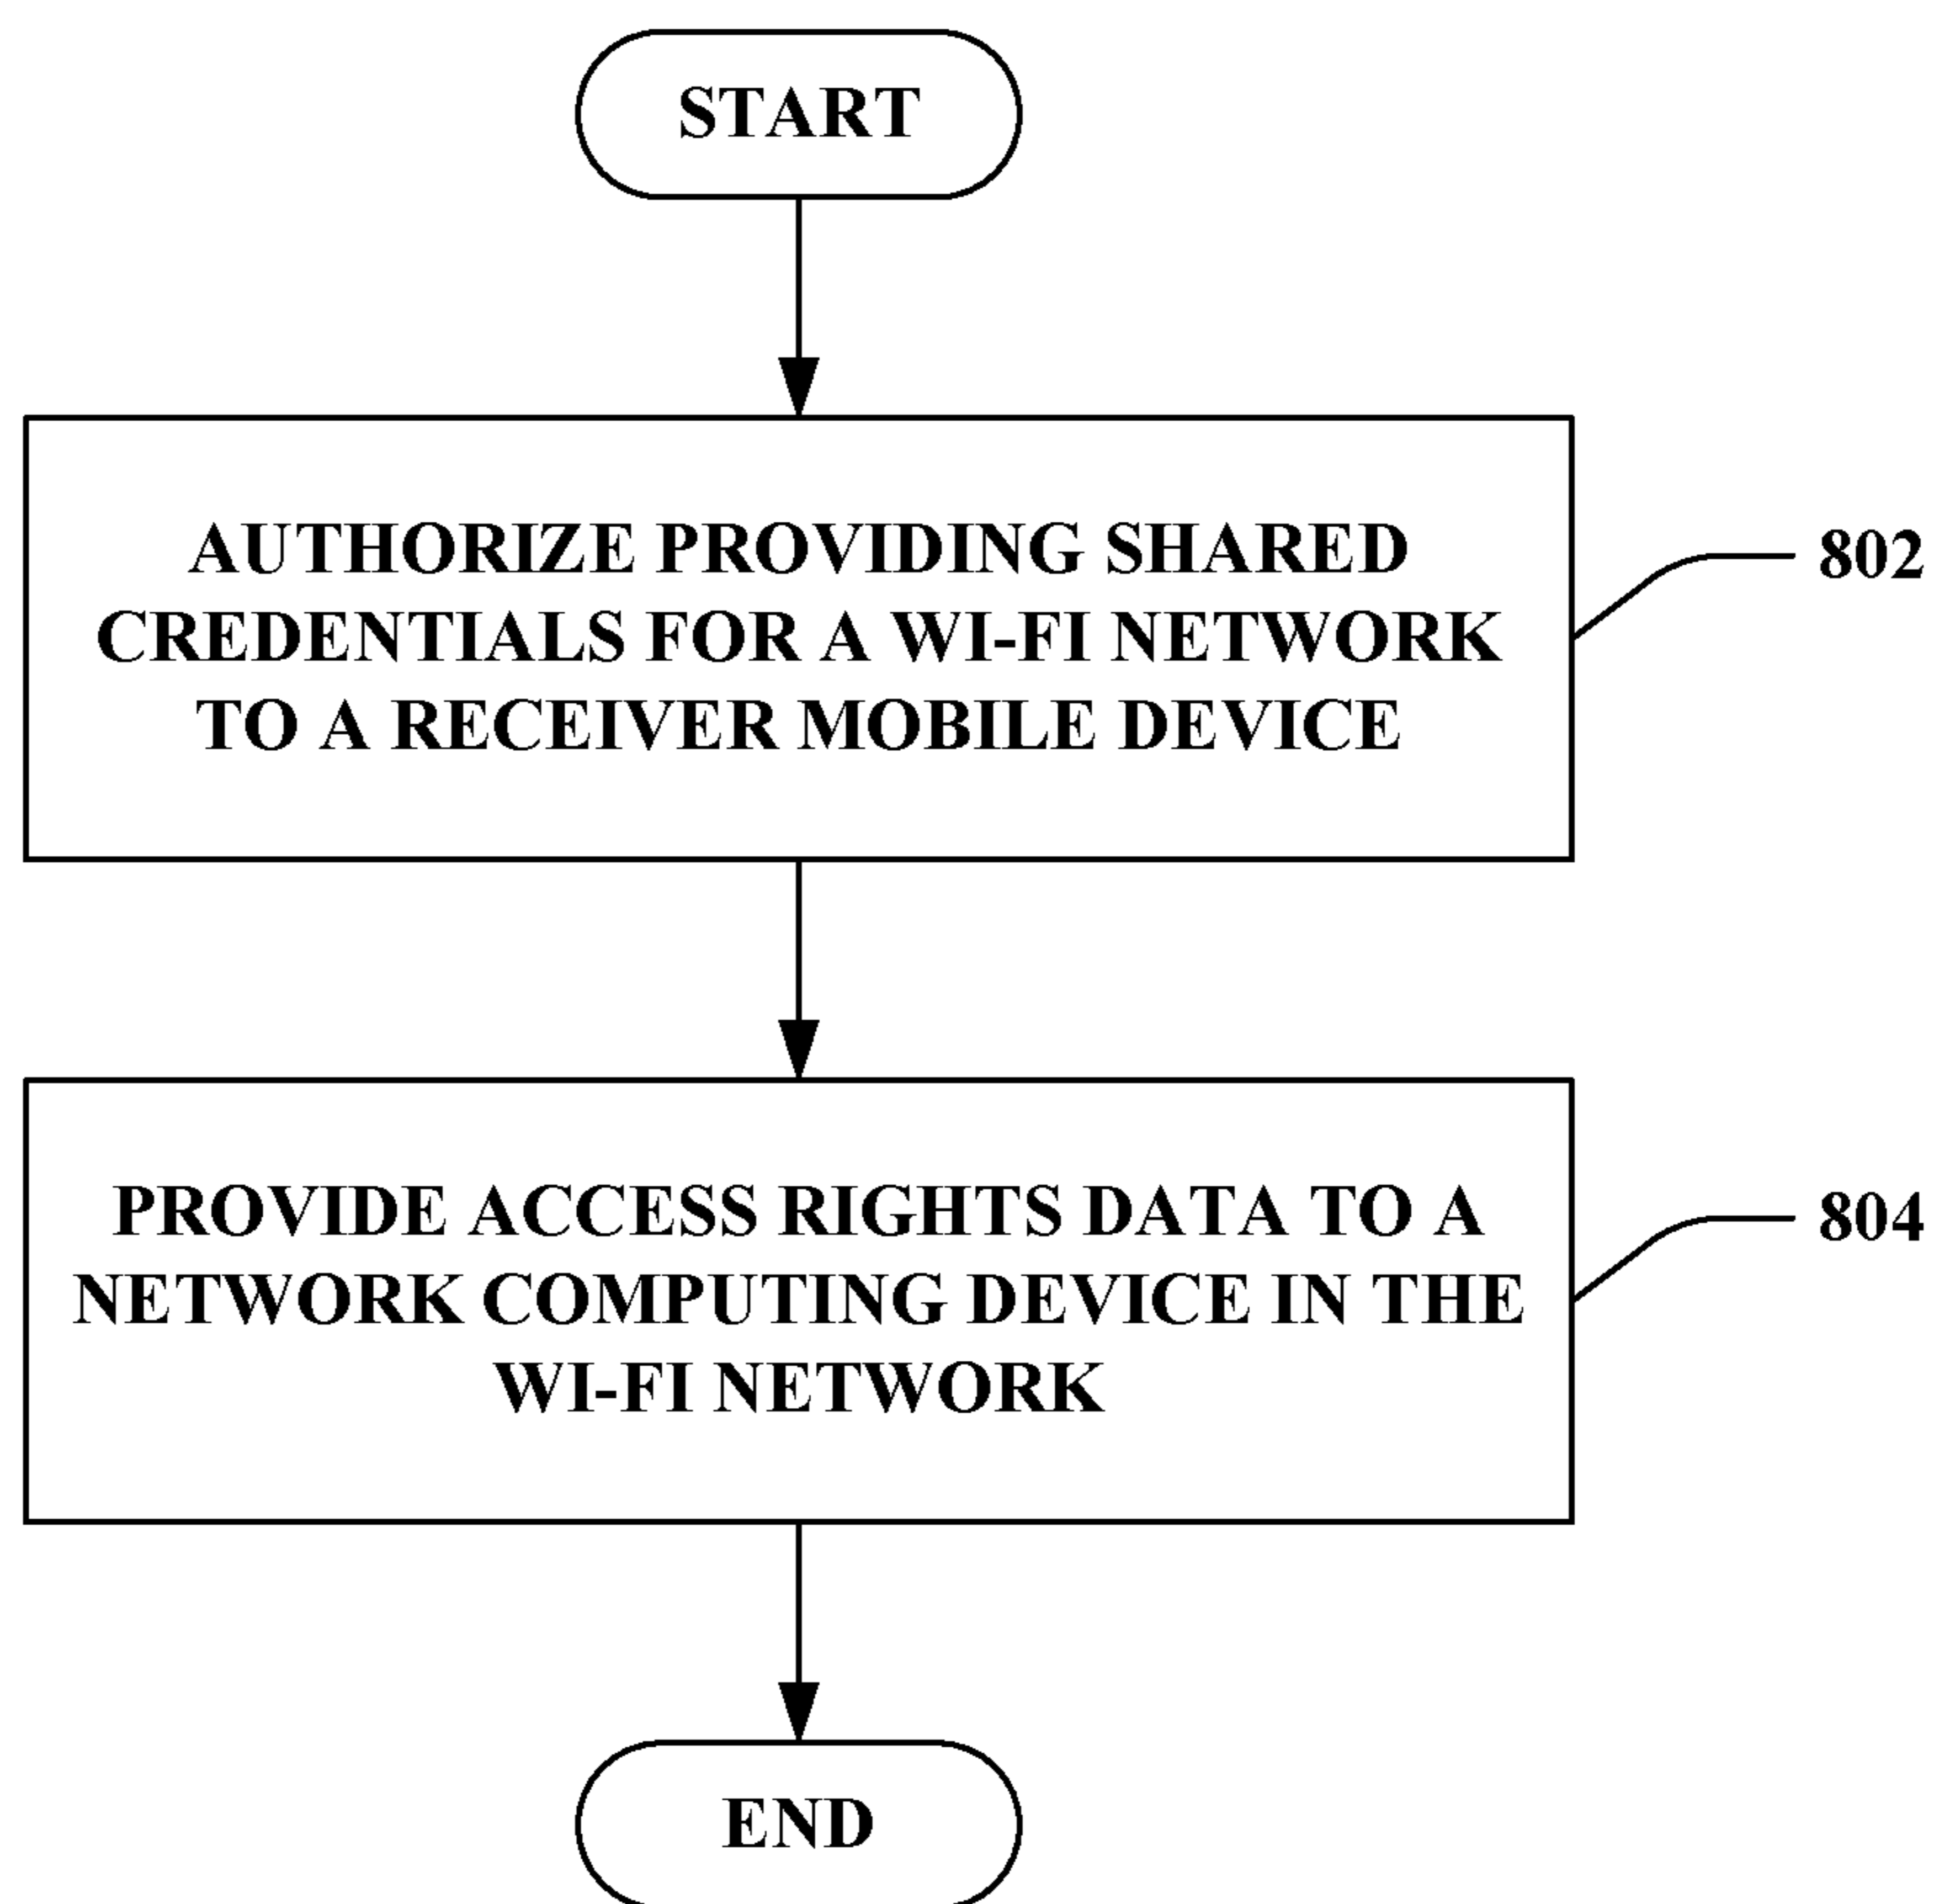 START
AUTHORIZE PROVIDING SHARED
CREDENTIALS FOR A WI-FI NETWORK
TO A RECEIVER MOBILE DEVICE
802
PROVIDE ACCESS RIGHTS DATA TO A
NETWORK COMPUTING DEVICE IN THE
WI-FI NETWORK
804
END